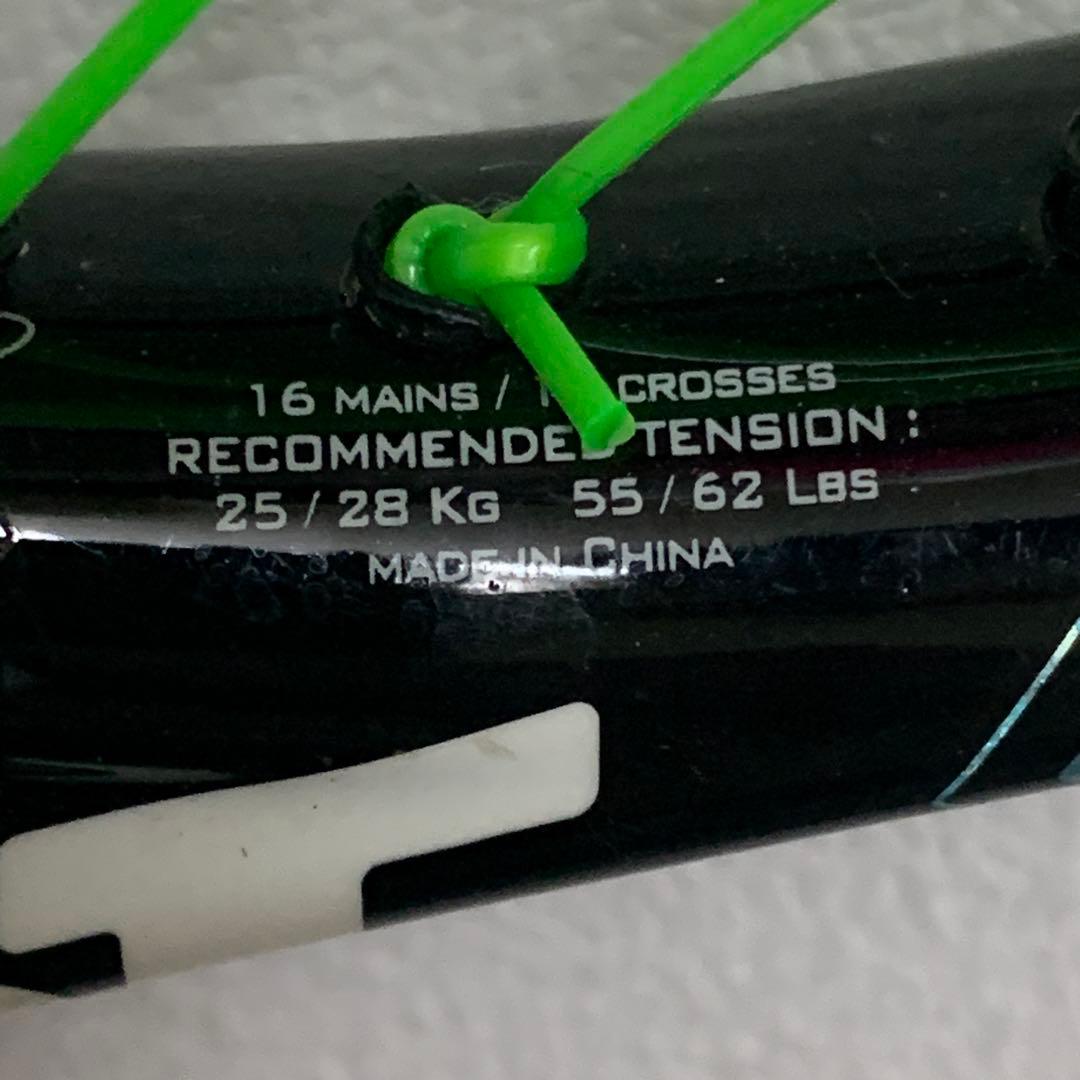 16 MAINS / CROSSES
RECOMMENDED TENSION :
25 / 28 KG 55 / 62 LBS
MADE IN CHINA